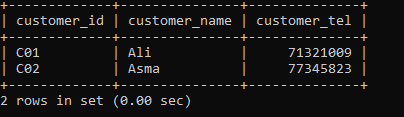 +-------------+---------------+--------------+
| customer_id | customer_name | customer_tel |
+-------------+---------------+--------------+
| C01         | Ali           |     71321009 |
| C02         | Asma          |     77345823 |
+-------------+---------------+--------------+
2 rows in set (0.00 sec)